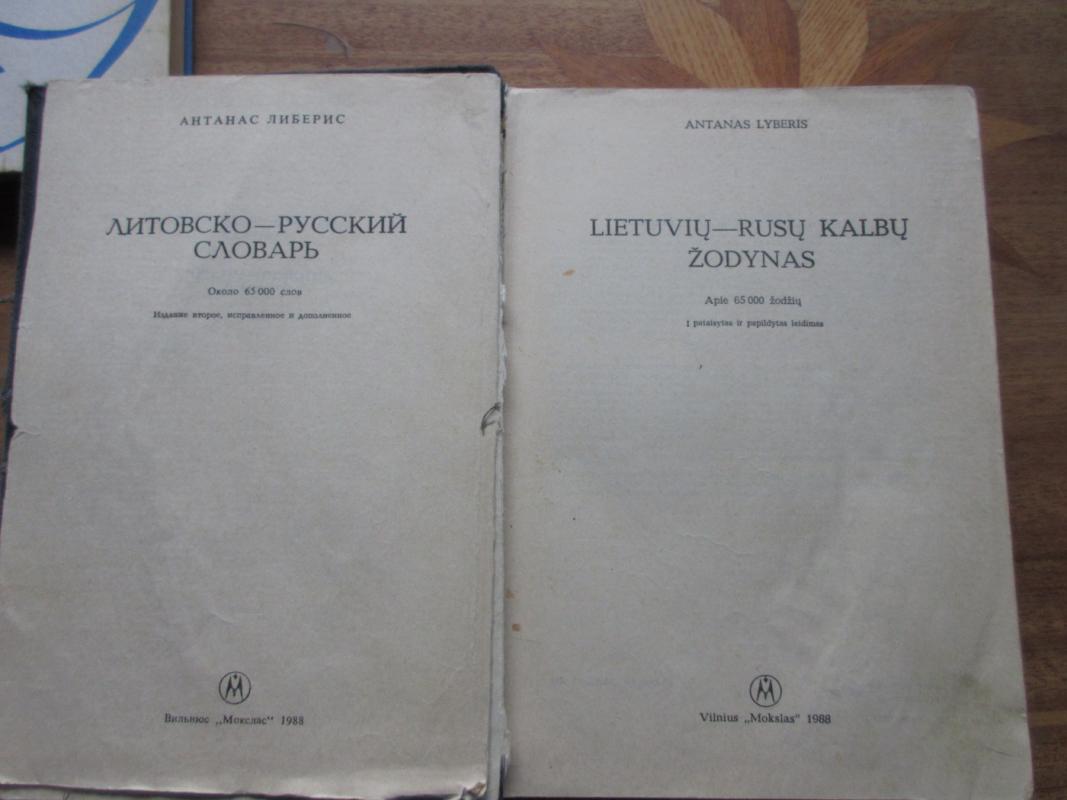 АНТАНАС ЛИБЕРИС
ЛИТОВСКО—РУССКИЙ
СЛОВАРЬ
Около 65 000 слов
Издание второе, исправленное и дополненное
Вильнюс „Мокслас“ 1988
ANTANAS LYBERIS
LIETUVIŲ—RUSŲ KALBŲ
ŽODYNAS
Apie 65 000 žodžių
I pataisytas ir papildytas leidimas
Vilnius „Mokslas“ 1988